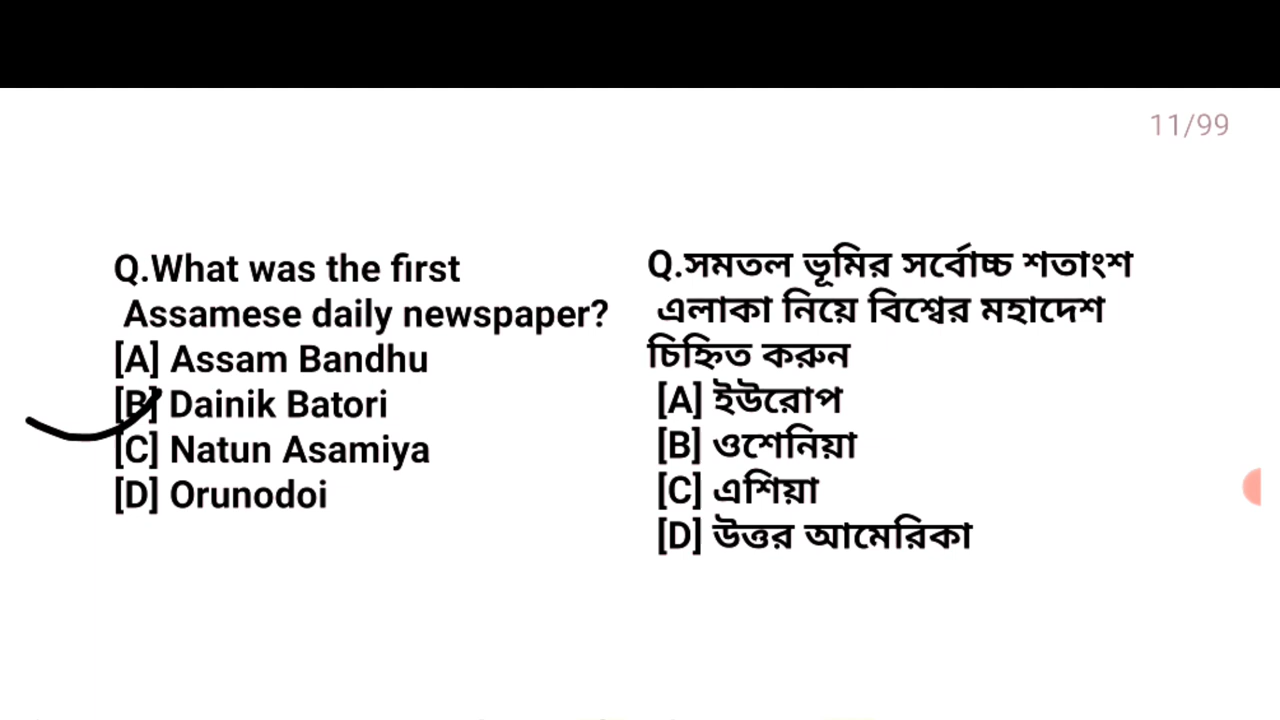 11/99
Q.What was the first
Assamese daily newspaper?
[A] Assam Bandhu
[B] Dainik Batori
[C] Natun Asamiya
[D] Orunodoi
Q.সমতল ভূমির সর্বোচ্চ শতাংশ
এলাকা নিয়ে বিশ্বের মহাদেশ
চিহ্নিত করুন
[A] ইউরোপ
[B] ওশেনিয়া
[C] এশিয়া
[D] উত্তর আমেরিকা